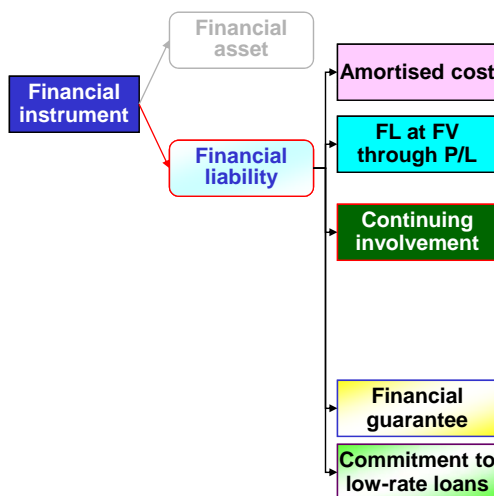 Financial
asset
Financial
instrument
Financial
liability
Amortised cost
FL at FV
through P/L
Continuing
involvement
Financial
guarantee
Commitment to
low-rate loans